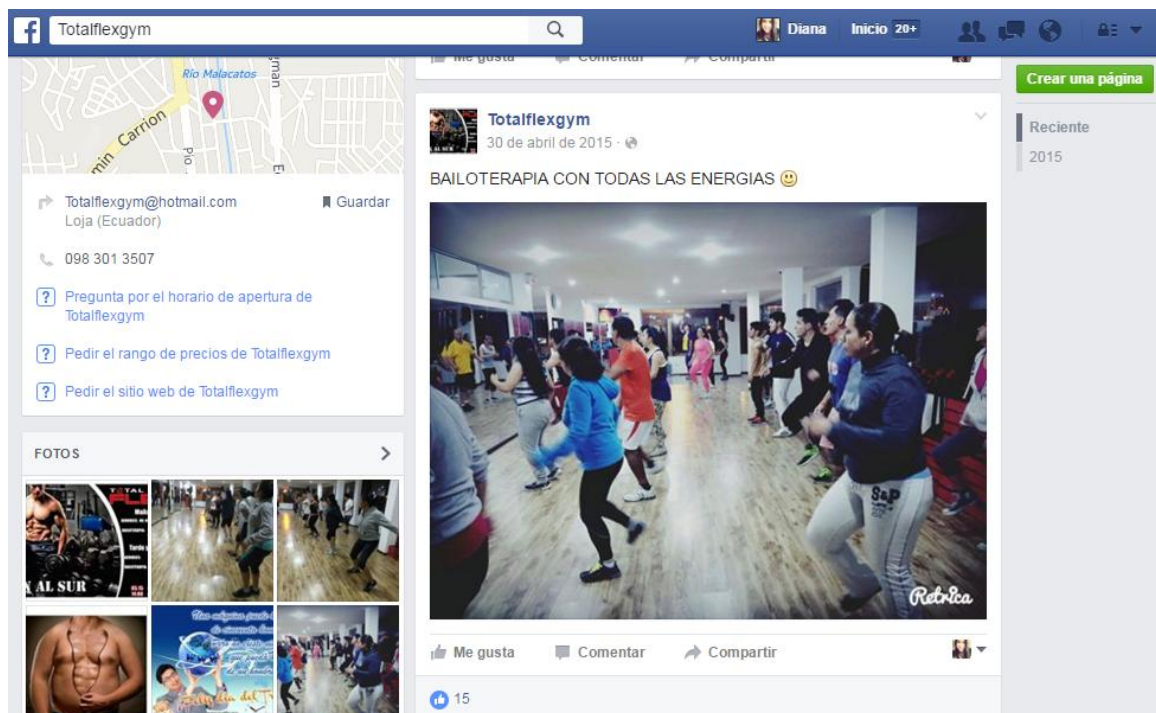 Totalflexgym
Diana
Inicio 20+
Río Malacatos
Carrion
Pio
Me gusta Comentar Compartir
Crear una página
Reciente
2015
Totalflexgym
30 de abril de 2015
BAILOTERAPIA CON TODAS LAS ENERGIAS
Totalflexgym@hotmail.com
Guardar
Loja (Ecuador)
098 301 3507
Pregunta por el horario de apertura de
Totalflexgym
Pedir el rango de precios de Totalflexgym
Pedir el sitio web de Totalflexgym
FOTOS
TOTAL
AL SUR
S&P
Retrica
Me gusta Comentar Compartir
15